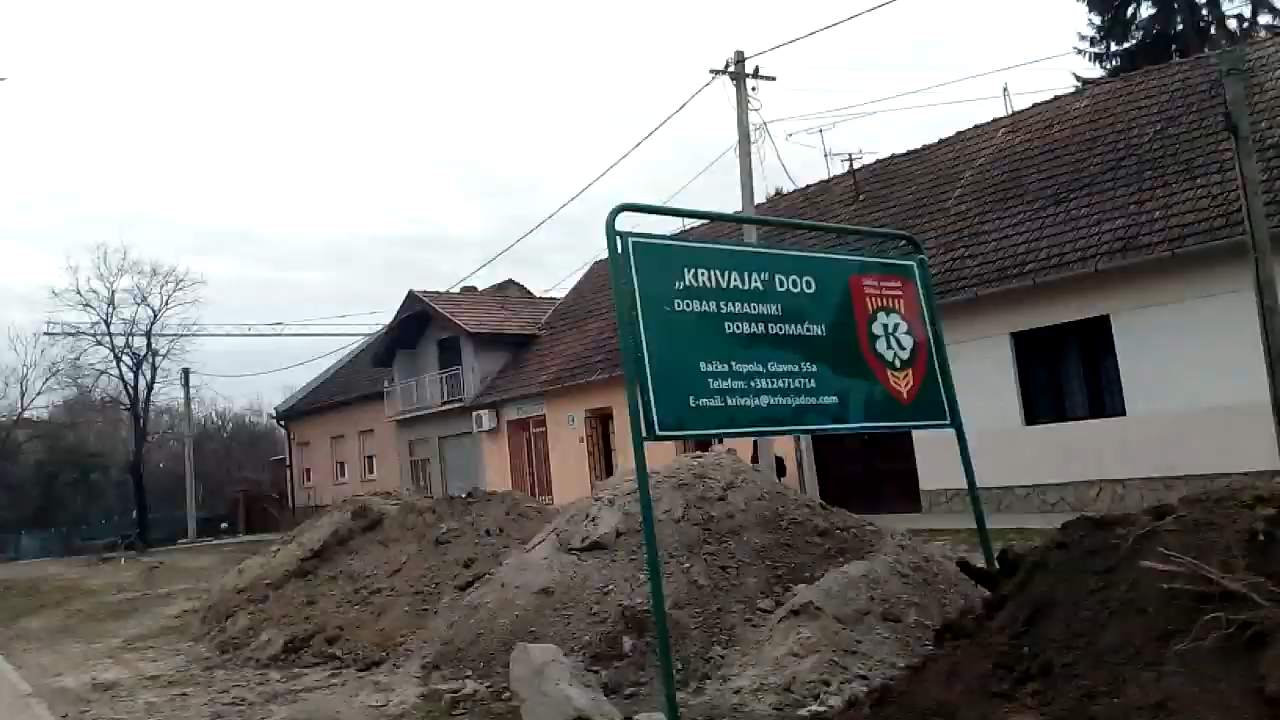 „KRIVAJA“ DOO
DOBAR SARADNIK!
DOBAR DOMAĆIN!
Bačka Topola, Glavna 55a
Telefon: +38124714714
E-mail: krivaja@krivajadoo.com